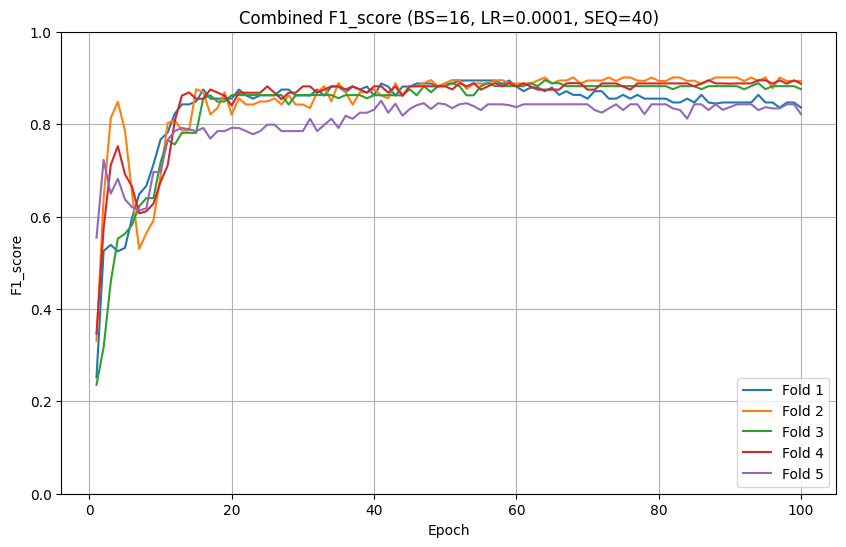 Combined F1_score (BS=16, LR=0.0001, SEQ=40)
F1_score
1.0
0.8
0.6
0.4
0.2
0.0
0 20 40 60 80 100
Epoch
Fold 1
Fold 2
Fold 3
Fold 4
Fold 5